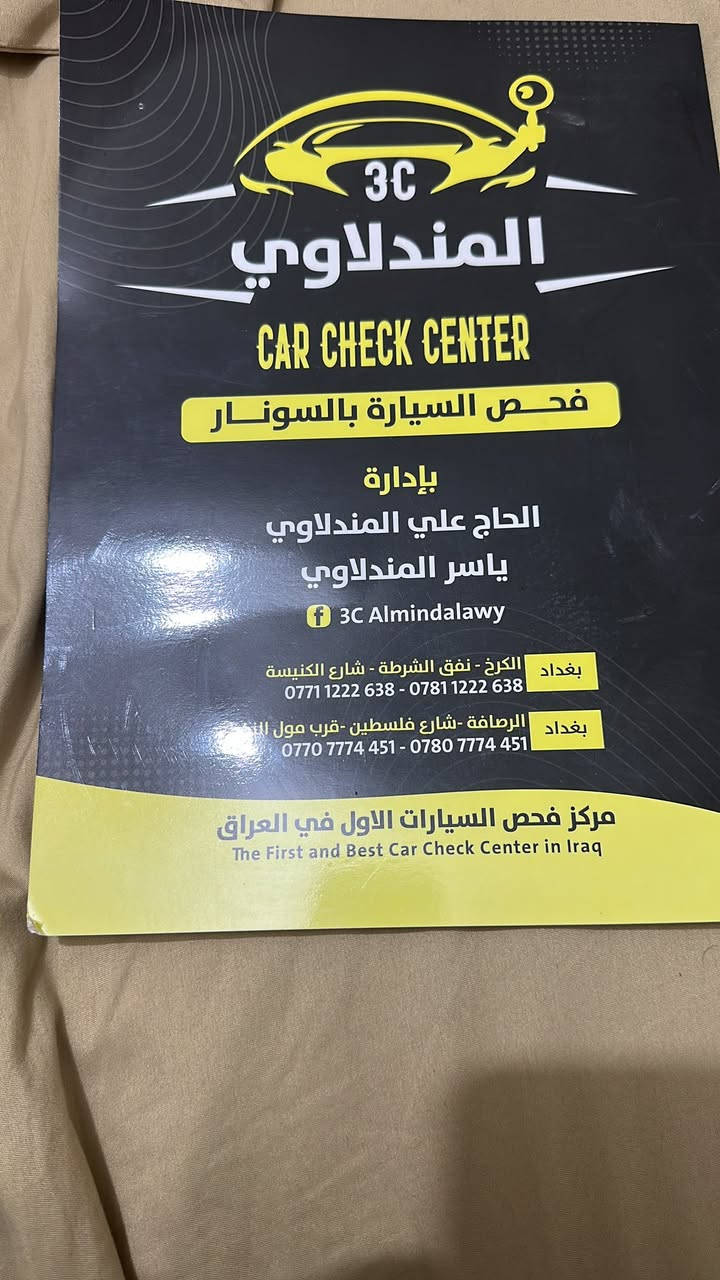 3C
المندلاوي
CAR CHECK CENTER
فحـــص السيارة بالسونــار
بإدارة
الحاج علي المندلاوي
ياسر المندلاوي
f 3C Almindalawy
بغداد الكرخ - نفق الشرطة - شارع الكنيسة
0771 1222 638 - 0781 1222 638
بغداد الرصافة -شارع فلسطين -قرب مول
0770 7774 451 - 0780 7774 451
مركز فحص السيارات الاول في العراق
The First and Best Car Check Center in Iraq